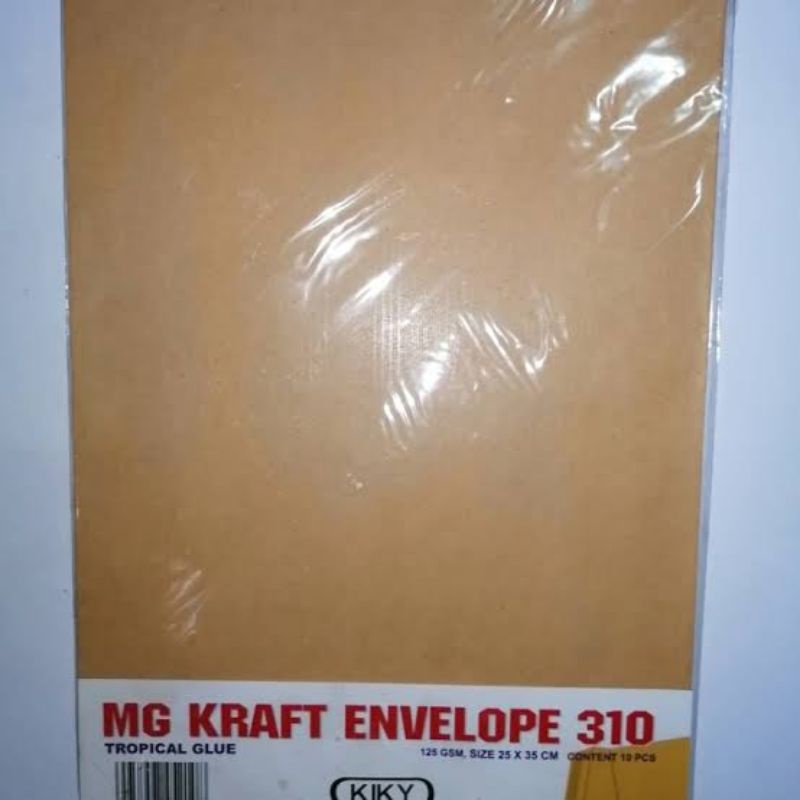 MG KRAFT ENVELOPE 310
TROPICAL GLUE 125 GSM, SIZE 25 X 35 CM CONTENT 10 PCS
KIKY